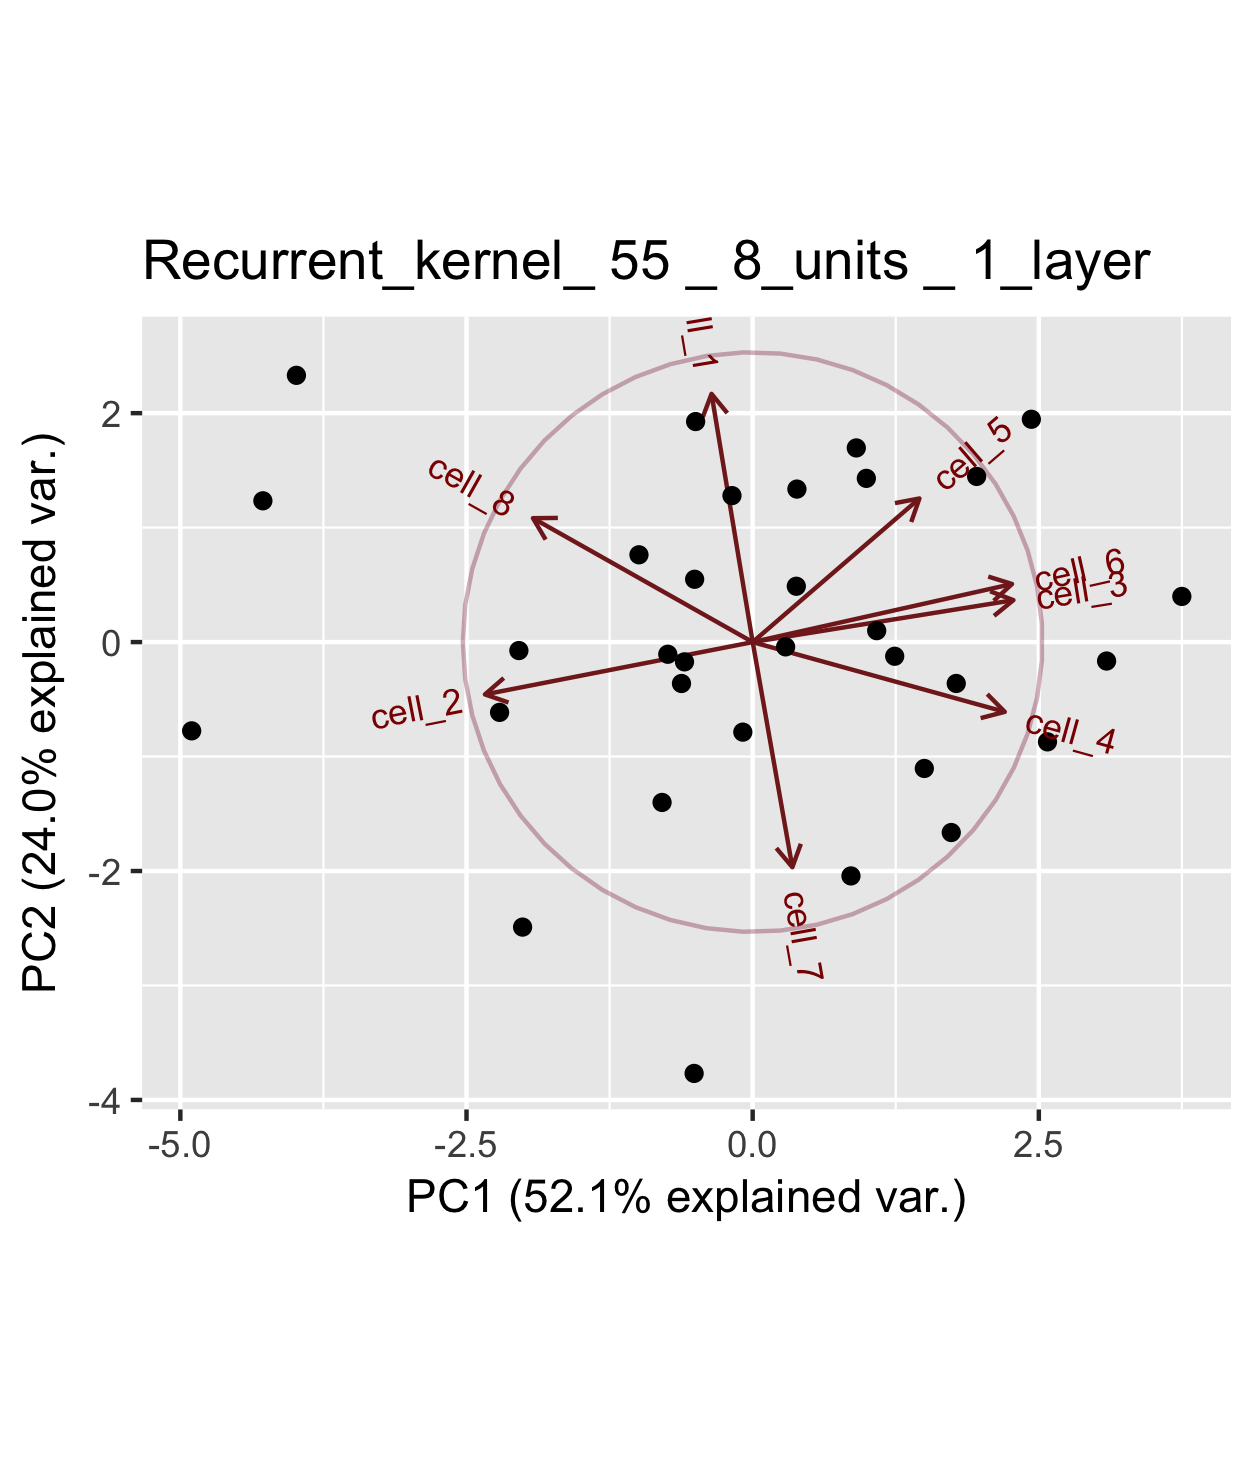 Recurrent_kernel_ 55 _ 8_units _ 1_layer
ll_1
cell_5
cell_8
cell_6
cell_3
cell_2
cell_4
cell_7
2
0
-2
-4
-5.0
-2.5
0.0
2.5
PC1 (52.1% explained var.)
PC2 (24.0% explained var.)